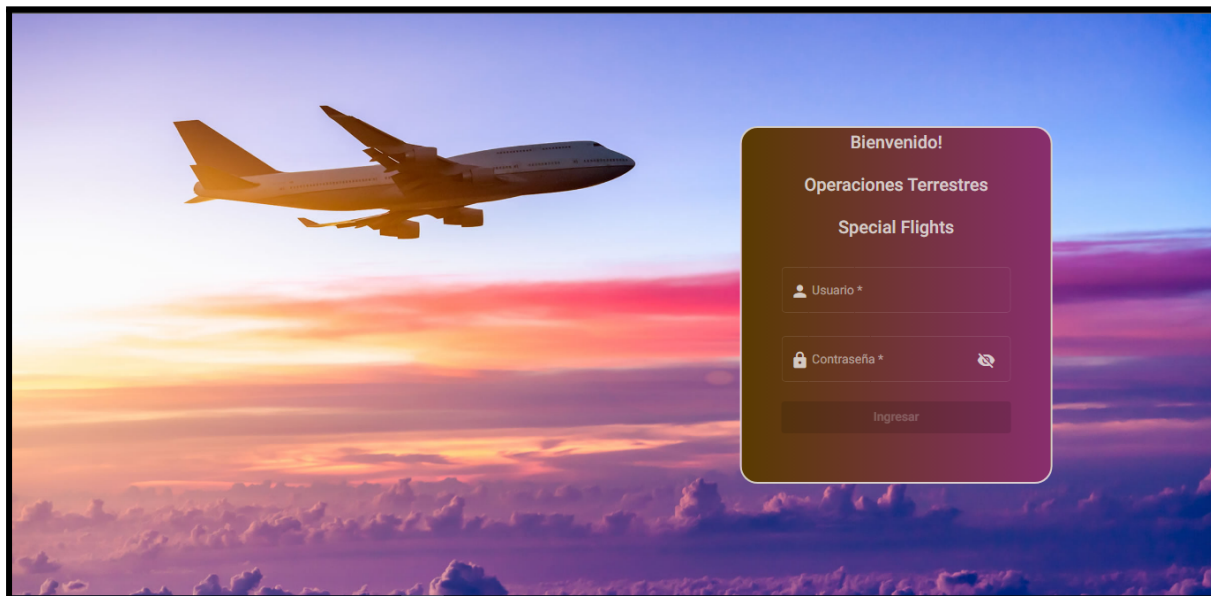 Bienvenido!
Operaciones Terrestres
Special Flights
Usuario *
Contraseña *
Ingresar